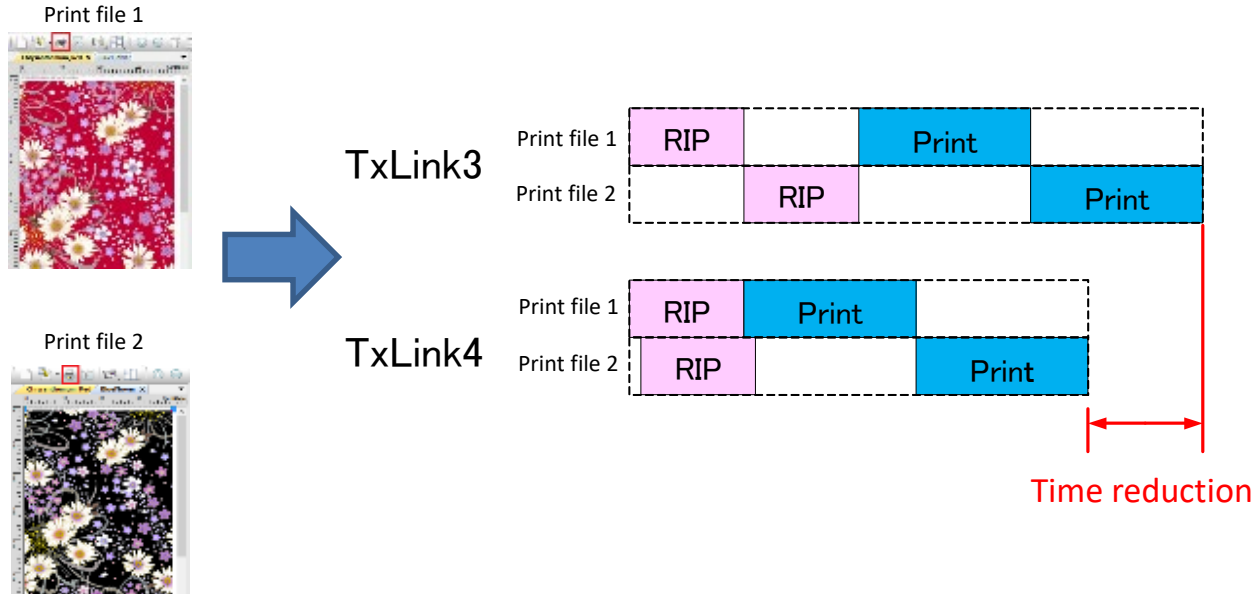 Print file 1
Print file 2
TxLink3
Print file 1
RIP
Print
Print file 2
RIP
Print
TxLink4
Print file 1
RIP
Print
Print file 2
RIP
Print
Time reduction